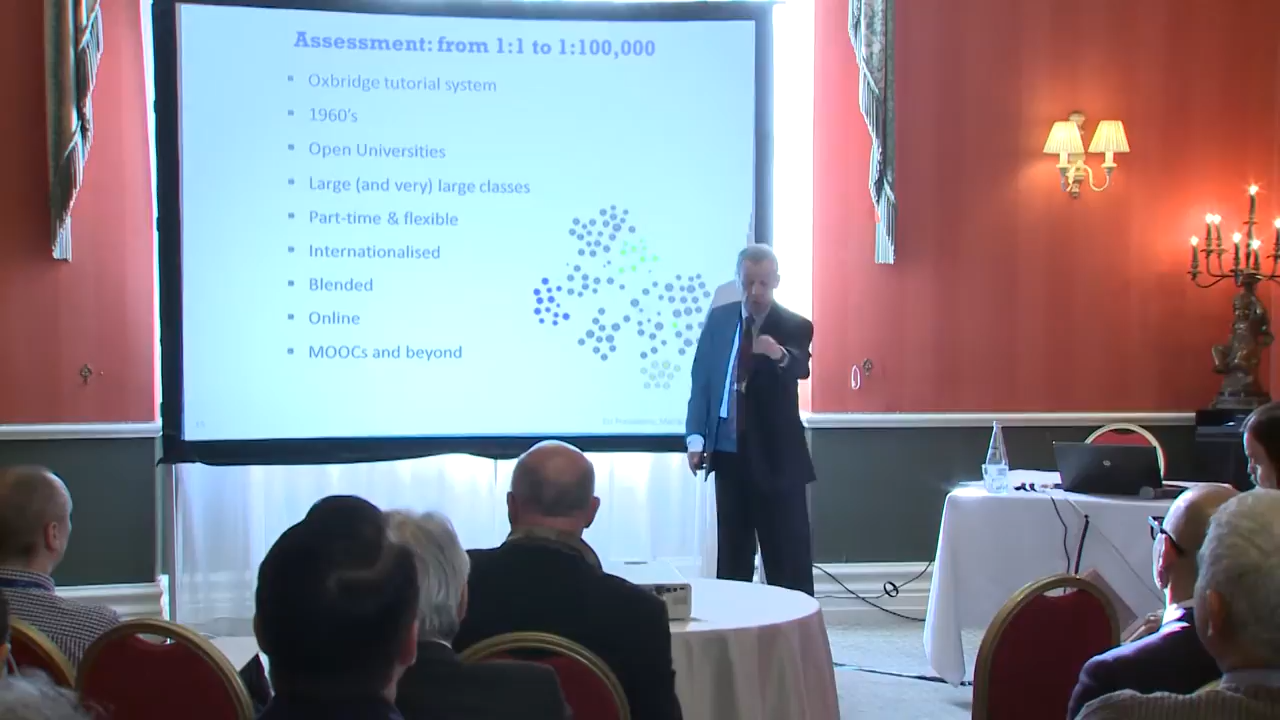 Assessment: from 1:1 to 1:100,000
Oxbridge tutorial system
1960's
Open Universities
Large (and very) large classes
Part-time & flexible
Internationalised
Blended
Online
MOOCs and beyond